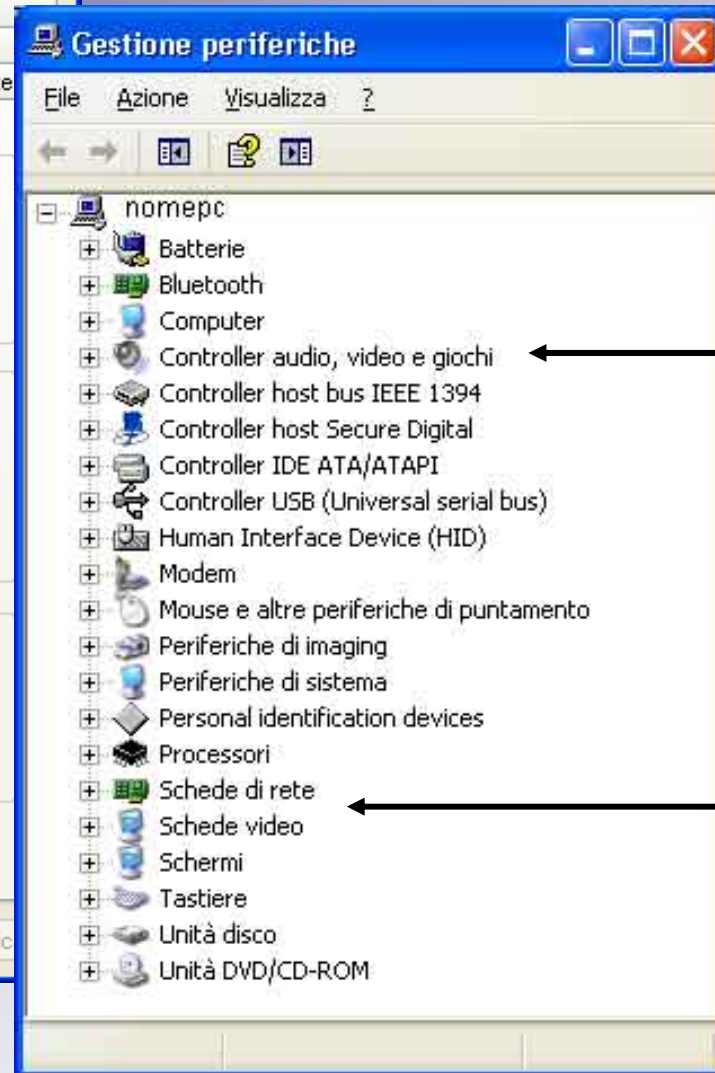 Gestione periferiche
File Azione Visualizza ?
nomepc
Batterie
Bluetooth
Computer
Controller audio, video e giochi
Controller host bus IEEE 1394
Controller host Secure Digital
Controller IDE ATA/ATAPI
Controller USB (Universal serial bus)
Human Interface Device (HID)
Modem
Mouse e altre periferiche di puntamento
Periferiche di imaging
Periferiche di sistema
Personal identification devices
Processori
Schede di rete
Schede video
Schermi
Tastiere
Unità disco
Unità DVD/CD-ROM